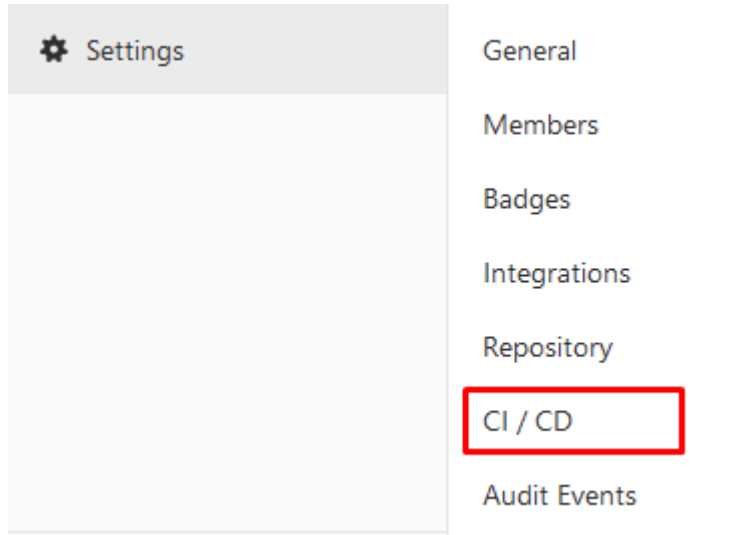 Settings
General
Members
Badges
Integrations
Repository
CI / CD
Audit Events